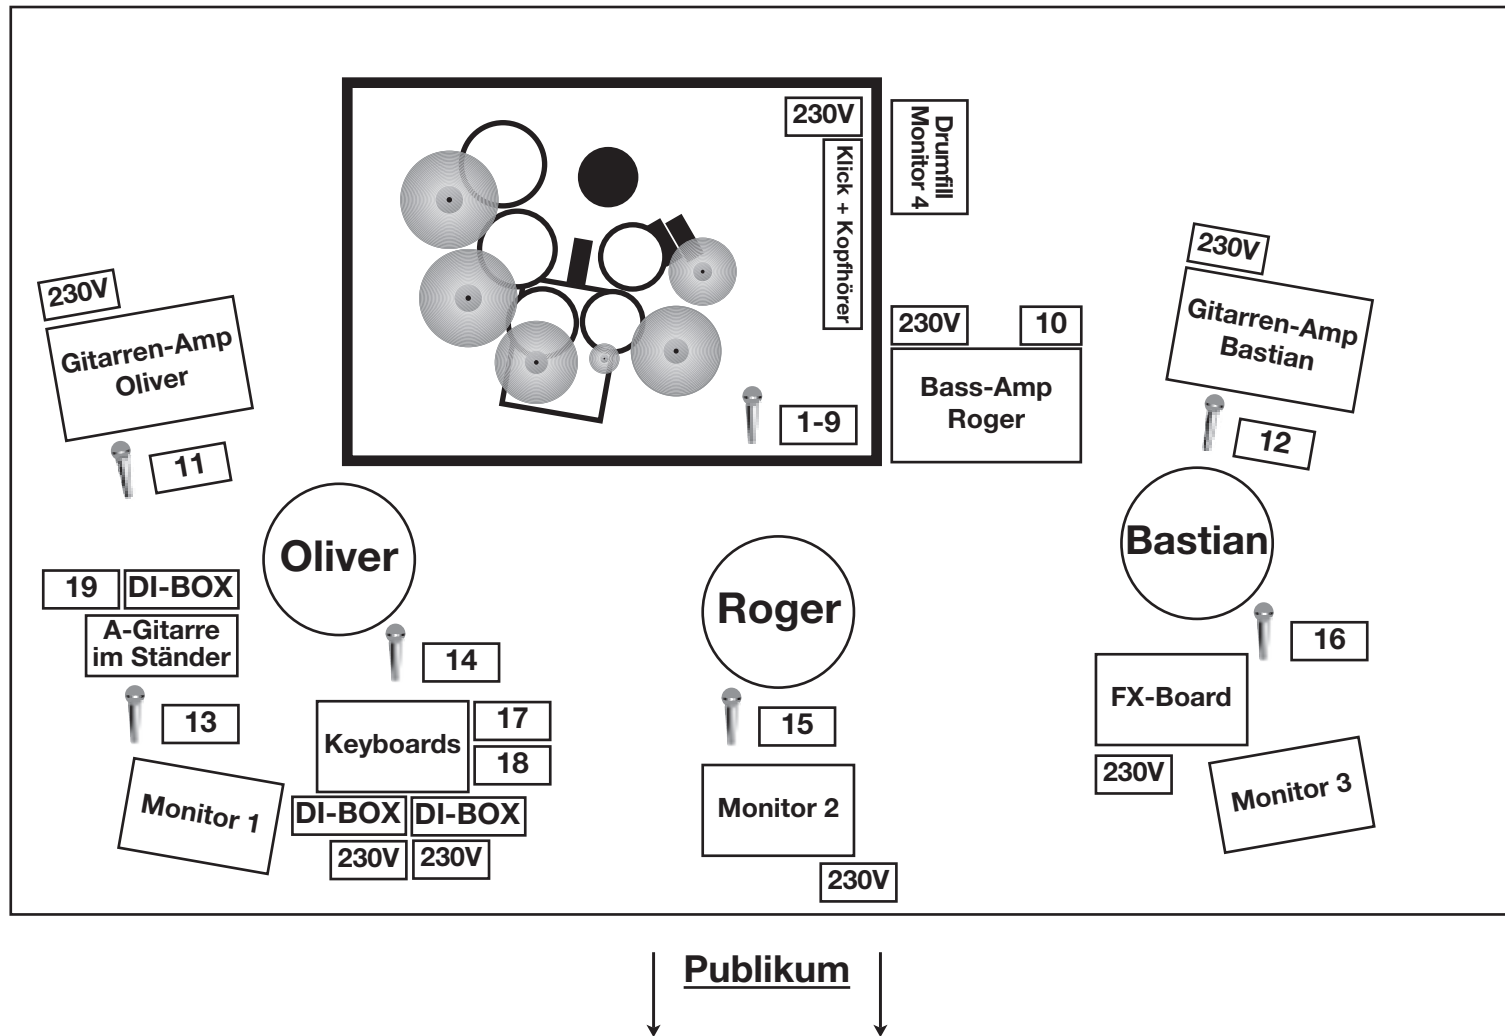 230V
Klick + Kopfhörer
Drumfill
Monitor 4
230V
Gitarren-Amp
Oliver
11
230V
10
Bass-Amp
Roger
1-9
230V
Gitarren-Amp
Bastian
12
Oliver
Roger
Bastian
19
DI-BOX
A-Gitarre
im Ständer
13
14
Keyboards
17
18
DI-BOX
DI-BOX
230V
230V
Monitor 1
15
Monitor 2
230V
16
FX-Board
230V
Monitor 3
Publikum